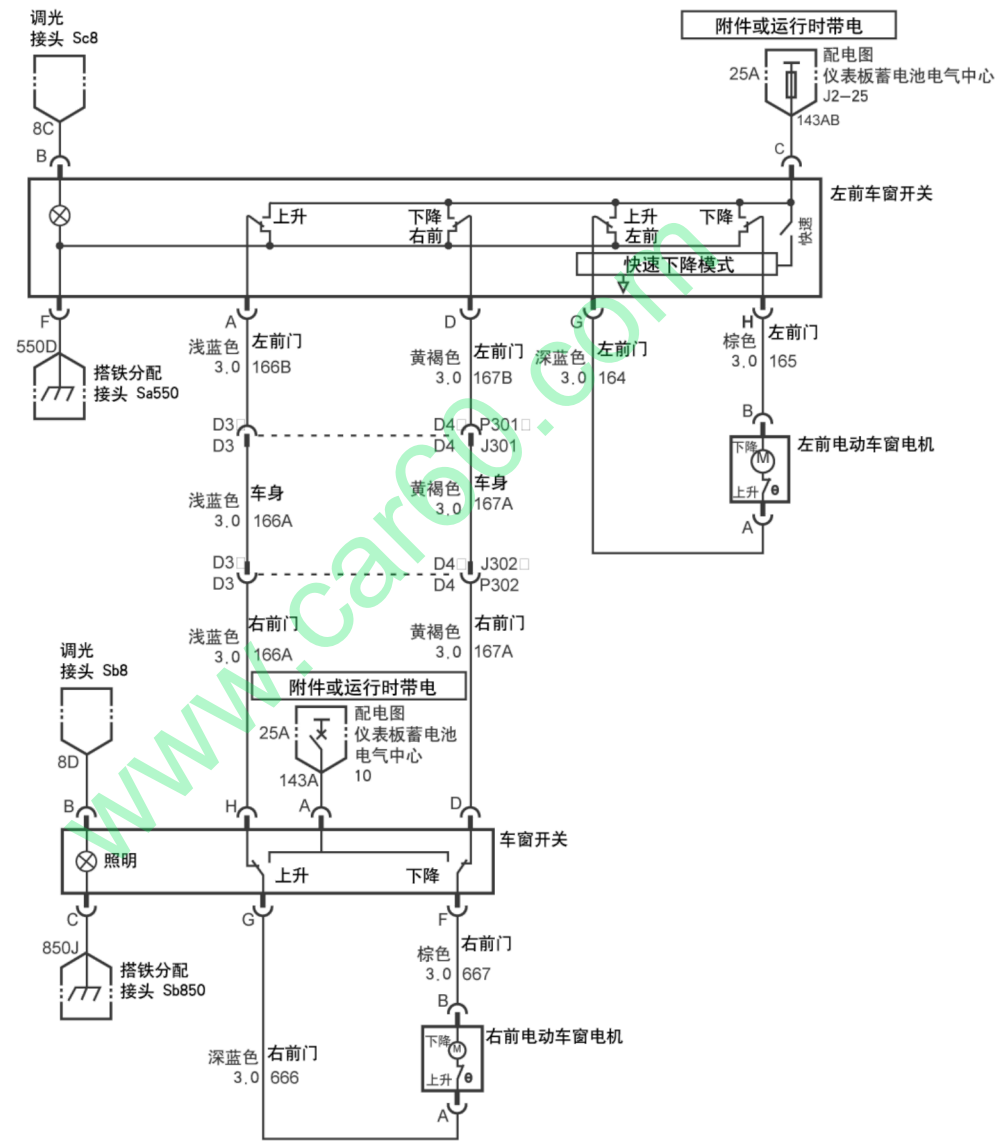 调光
接头 Sc8
8C
B
附件或运行时带电
25A
配电图
仪表板蓄电池电气中心
J2-25
143AB
C
左前车窗开关
上升
下降
右前
上升
左前
下降
快速
快速下降模式
F
A
D
G
H
550D
搭铁分配
接头 Sa550
浅蓝色
3.0
左前门
166B
黄褐色
3.0
左前门
167B
深蓝色
3.0
左前门
164
棕色
3.0
左前门
165
D3
D3
D4
D4
P301
J301
B
下降
M
上升
θ
左前电动车窗电机
A
浅蓝色
3.0
车身
166A
黄褐色
3.0
车身
167A
D3
D3
D4
D4
J302
P302
浅蓝色
3.0
右前门
166A
黄褐色
3.0
右前门
167A
调光
接头 Sb8
8D
B
附件或运行时带电
25A
配电图
仪表板蓄电池
电气中心
10
143A
H
A
D
车窗开关
照明
上升
下降
C
G
F
850J
搭铁分配
接头 Sb850
棕色
3.0
右前门
667
B
下降
M
上升
θ
右前电动车窗电机
A
深蓝色
3.0
右前门
666
www.car60.com